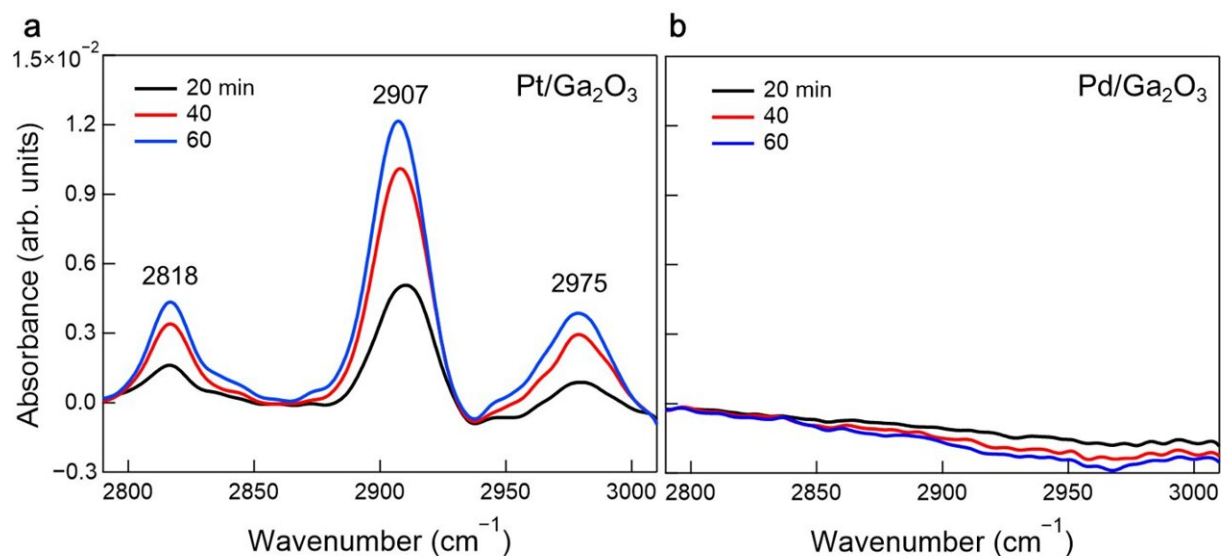 a
1.5×10⁻²
1.2
0.9
0.6
0.3
0.0
−0.3
Absorbance (arb. units)
20 min
40
60
Pt/Ga₂O₃
2818
2907
2975
2800
2850
2900
2950
3000
Wavenumber (cm⁻¹)
b
20 min
40
60
Pd/Ga₂O₃
2800
2850
2900
2950
3000
Wavenumber (cm⁻¹)